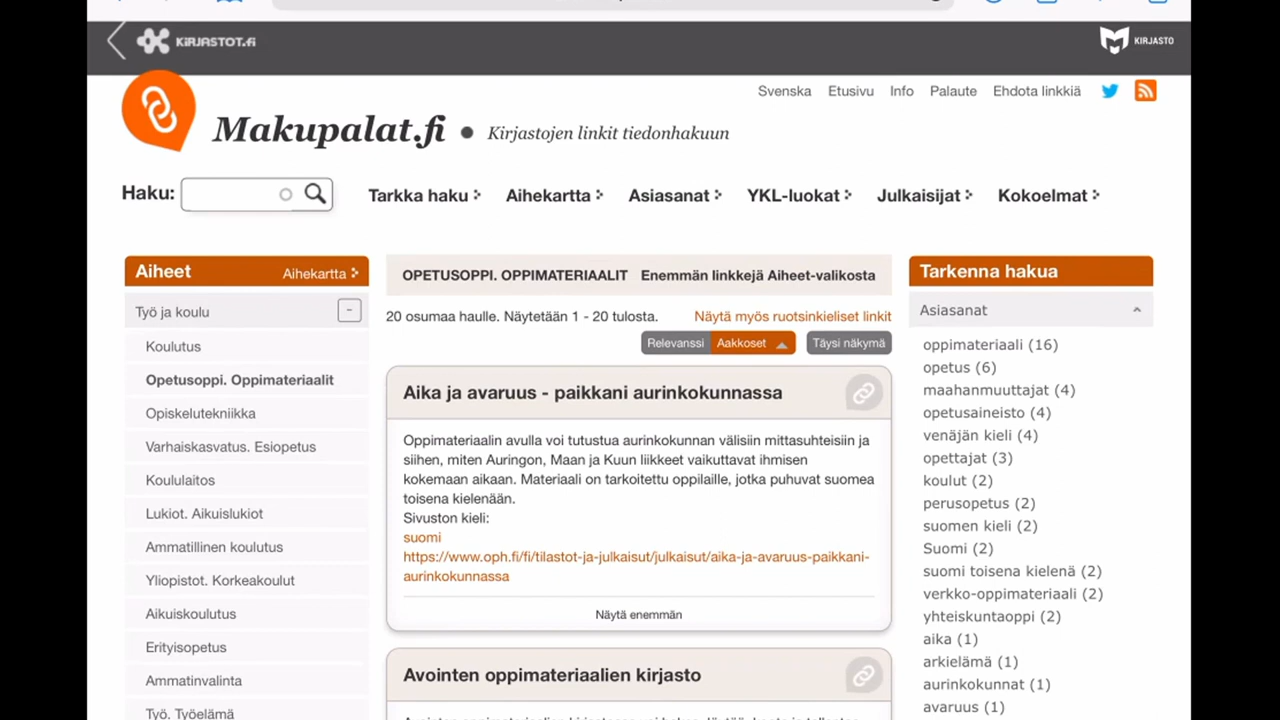 KIRJASTOT.fi
KIRJASTO
Svenska Etusivu Info Palaute Ehdota linkkiä
Makupalat.fi ● Kirjastojen linkit tiedonhakuun
Haku: Tarkka haku Aihekartta Asiasanat YKL-luokat Julkaisijat Kokoelmat
Aiheet Aihekartta
Työ ja koulu -
Koulutus
Opetusoppi. Oppimateriaalit
Opiskelutekniikka
Varhaiskasvatus. Esiopetus
Koululaitos
Lukiot. Aikuislukiot
Ammatillinen koulutus
Yliopistot. Korkeakoulut
Aikuiskoulutus
Erityisopetus
Ammatinvalinta
Työ. Työelämä
OPETUSOPPI. OPPIMATERIAALIT Enemmän linkkejä Aiheet-valikosta
20 osumaa haulle. Näytetään 1 - 20 tulosta. Näytä myös ruotsinkieliset linkit
Relevanssi Aakkoset Täysi näkymä
Aika ja avaruus - paikkani aurinkokunnassa
Oppimateriaalin avulla voi tutustua aurinkokunnan välisiin mittasuhteisiin ja
siihen, miten Auringon, Maan ja Kuun liikkeet vaikuttavat ihmisen
kokemaan aikaan. Materiaali on tarkoitettu oppilaille, jotka puhuvat suomea
toisena kielenään.
Sivuston kieli:
suomi
https://www.oph.fi/fi/tilastot-ja-julkaisut/julkaisut/aika-ja-avaruus-paikkani-
aurinkokunnassa
Näytä enemmän
Avointen oppimateriaalien kirjasto
Tarkenna hakua
Asiasanat
oppimateriaali (16)
opetus (6)
maahanmuuttajat (4)
opetusaineisto (4)
venäjän kieli (4)
opettajat (3)
koulut (2)
perusopetus (2)
suomen kieli (2)
Suomi (2)
suomi toisena kielenä (2)
verkko-oppimateriaali (2)
yhteiskuntaoppi (2)
aika (1)
arkielämä (1)
aurinkokunnat (1)
avaruus (1)